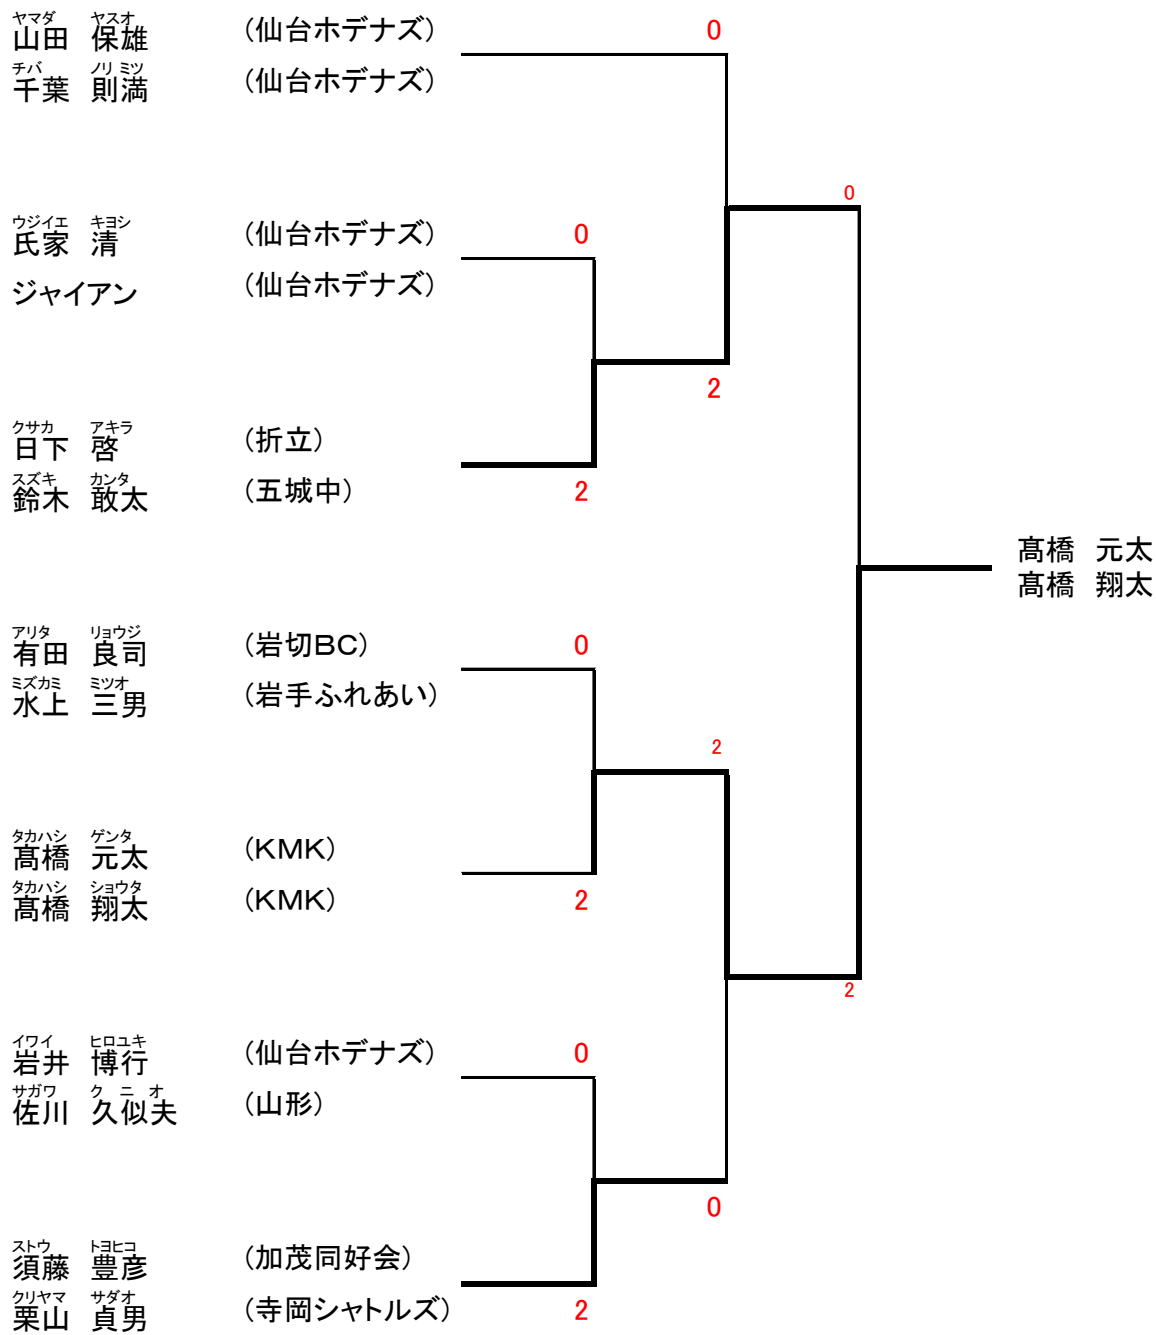 ヤマダ ヤスオ
山田 保雄 (仙台ホデナズ) 0
チバ ノリミツ
千葉 則満 (仙台ホデナズ)
0
ウジイエ キヨシ
氏家 清 (仙台ホデナズ) 0
ジャイアン (仙台ホデナズ)
2
クサカ アキラ
日下 啓 (折立)
スズキ カンタ
鈴木 敢太 (五城中) 2
髙橋 元太
髙橋 翔太
アリタ リョウジ
有田 良司 (岩切BC) 0
ミズカミ ミツオ
水上 三男 (岩手ふれあい)
2
タカハシ ゲンタ
髙橋 元太 (KMK)
タカハシ ショウタ
髙橋 翔太 (KMK) 2
2
イワイ ヒロユキ
岩井 博行 (仙台ホデナズ) 0
サガワ ク ニ オ
佐川 久似夫 (山形)
0
ストウ トヨヒコ
須藤 豊彦 (加茂同好会)
クリヤマ サダオ
栗山 貞男 (寺岡シャトルズ) 2